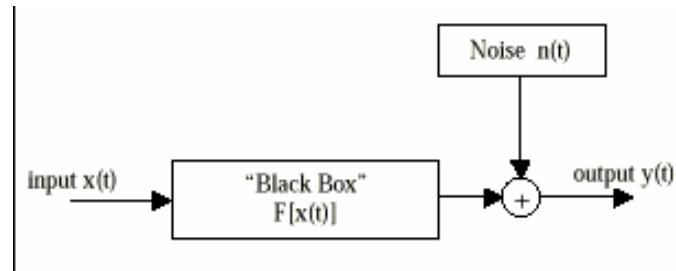 Noise n(t)
input x(t)
“Black Box”
F[x(t)]
+
output y(t)